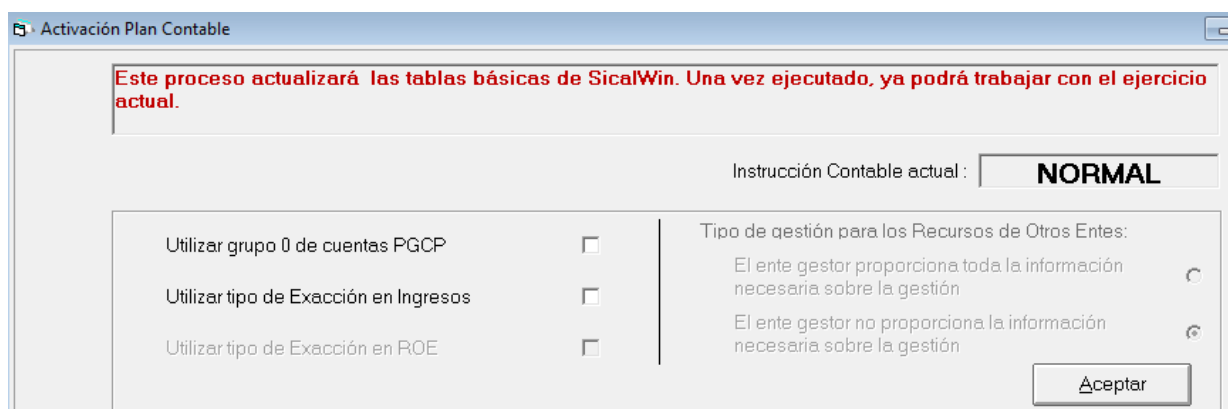 Activación Plan Contable
Este proceso actualizará las tablas básicas de SicalWin. Una vez ejecutado, ya podrá trabajar con el ejercicio
actual.
Instrucción Contable actual :
NORMAL
Utilizar grupo 0 de cuentas PGCP
Utilizar tipo de Exacción en Ingresos
Utilizar tipo de Exacción en ROE
Tipo de gestión para los Recursos de Otros Entes:
El ente gestor proporciona toda la información
necesaria sobre la gestión
El ente gestor no proporciona la información
necesaria sobre la gestión
Aceptar